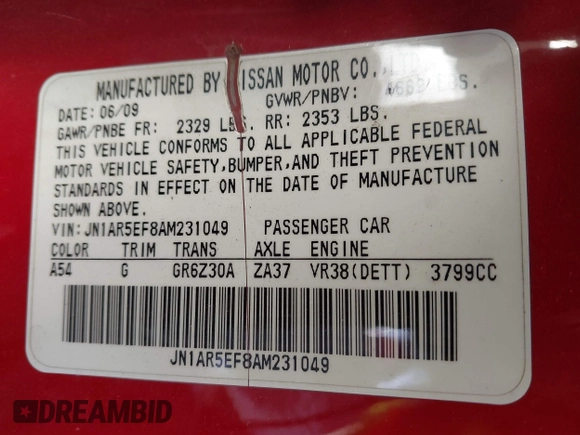 MANUFACTURED BY NISSAN MOTOR CO., LTD.
DATE: 06/09 GVWR/PNBV: LBS.
GAWR/PNBE FR: 2329 LBS. RR: 2353 LBS.
THIS VEHICLE CONFORMS TO ALL APPLICABLE FEDERAL
MOTOR VEHICLE SAFETY,BUMPER,AND THEFT PREVENTION
STANDARDS IN EFFECT ON THE DATE OF MANUFACTURE
SHOWN ABOVE.
VIN: JN1AR5EF8AM231049 PASSENGER CAR
COLOR TRIM TRANS AXLE ENGINE
A54 G GR6Z30A ZA37 VR38(DETT) 3799CC
JN1AR5EF8AM231049
DREAMBID